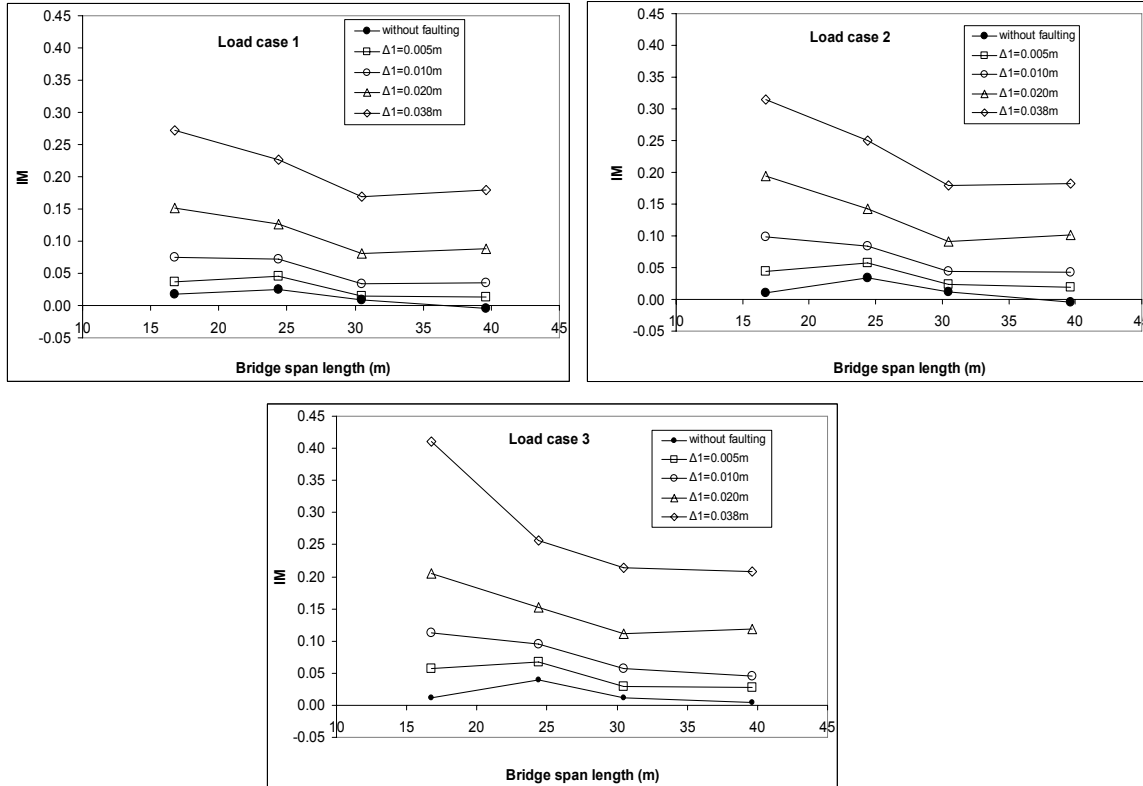 Load case 1
without faulting
Δ1=0.005m
Δ1=0.010m
Δ1=0.020m
Δ1=0.038m
IM
0.45
0.40
0.35
0.30
0.25
0.20
0.15
0.10
0.05
0.00
-0.05
10 15 20 25 30 35 40 45
Bridge span length (m)
Load case 2
without faulting
Δ1=0.005m
Δ1=0.010m
Δ1=0.020m
Δ1=0.038m
IM
0.45
0.40
0.35
0.30
0.25
0.20
0.15
0.10
0.05
0.00
-0.05
10 15 20 25 30 35 40 45
Bridge span length (m)
Load case 3
without faulting
Δ1=0.005m
Δ1=0.010m
Δ1=0.020m
Δ1=0.038m
IM
0.45
0.40
0.35
0.30
0.25
0.20
0.15
0.10
0.05
0.00
-0.05
10 15 20 25 30 35 40 45
Bridge span length (m)